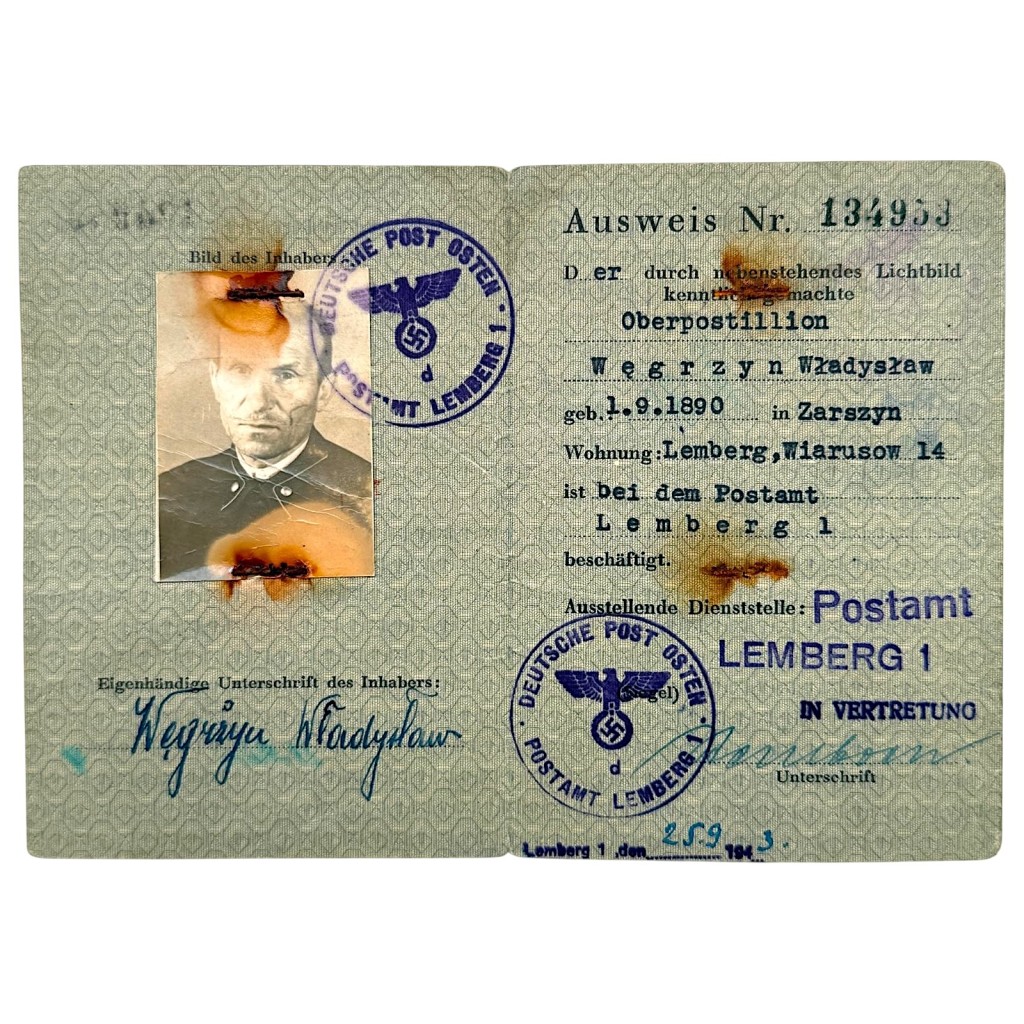 Bild des Inhabers:
DEUTSCHE POST OSTEN
POSTAMT LEMBERG 1
d
Eigenhändige Unterschrift des Inhabers:
Węgrzyn Władysław
Ausweis Nr. 134953
D er durch nebenstehendes Lichtbild
kenntlich gemachte
Oberpostillion
Węgrzyn Władysław
geb. 1.9.1890 in Zarszyn
Wohnung: Lemberg, Wiarusow 14
ist bei dem Postamt
Lemberg 1
beschäftigt.
Ausstellende Dienststelle: Postamt
LEMBERG 1
(Siegel)
IN VERTRETUNG
DEUTSCHE POST OSTEN
POSTAMT LEMBERG 1
d
Unterschrift
Lemberg 1, den 25.9 1943.